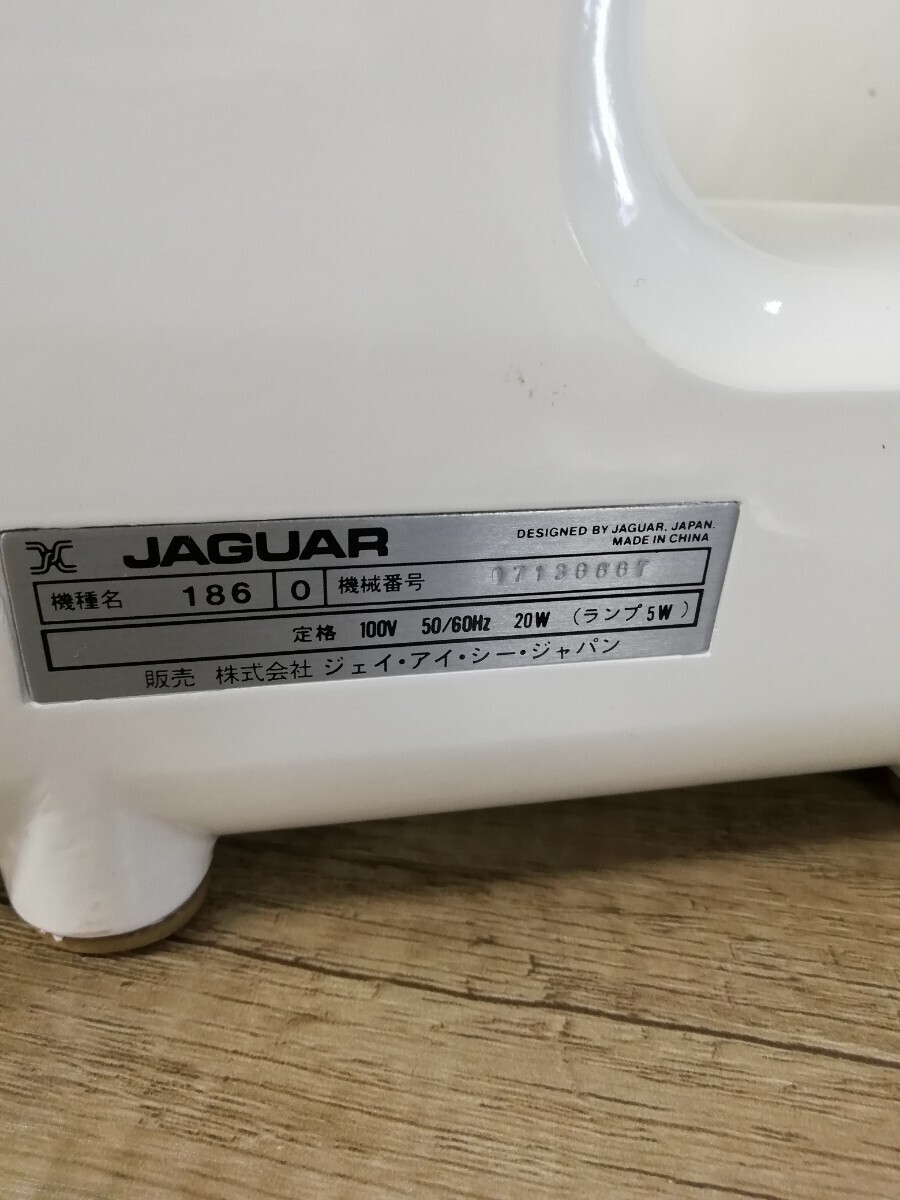 JAGUAR
DESIGNED BY JAGUAR. JAPAN.
MADE IN CHINA
機種名 186 0 機械番号
定格 100V 50/60Hz 20W (ランプ5W)
販売 株式会社 ジェイ・アイ・シー・ジャパン